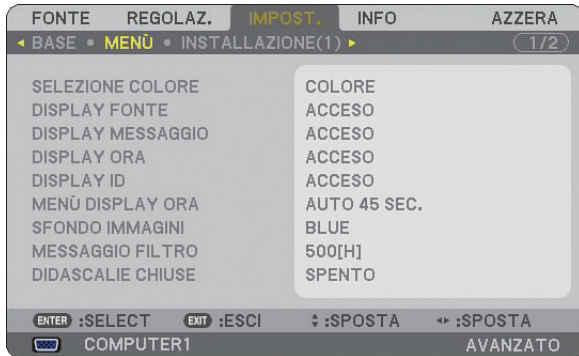 FONTE REGOLAZ. IMPOST. INFO AZZERA
BASE • MENÙ • INSTALLAZIONE(1) 1/2
SELEZIONE COLORE COLORE
DISPLAY FONTE ACCESO
DISPLAY MESSAGGIO ACCESO
DISPLAY ORA ACCESO
DISPLAY ID ACCESO
MENÙ DISPLAY ORA AUTO 45 SEC.
SFONDO IMMAGINI BLUE
MESSAGGIO FILTRO 500[H]
DIDASCALIE CHIUSE SPENTO
ENTER :SELECT EXIT :ESCI :SPOSTA :SPOSTA
COMPUTER1 AVANZATO